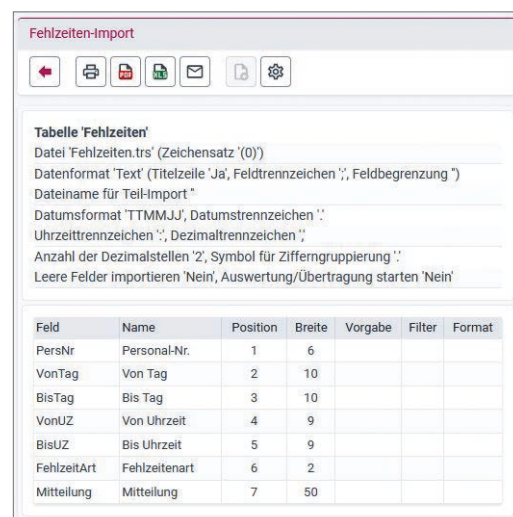 Fehlzeiten-Import
PDF XLS
Tabelle 'Fehlzeiten'
Datei 'Fehlzeiten.trs' (Zeichensatz '(0)')
Datenformat 'Text' (Titelzeile 'Ja', Feldtrennzeichen ';', Feldbegrenzung '')
Dateiname für Teil-Import ''
Datumsformat 'TTMMJJ', Datumstrennzeichen '.'
Uhrzeittrennzeichen ':', Dezimaltrennzeichen ','
Anzahl der Dezimalstellen '2', Symbol für Zifferngruppierung '.'
Leere Felder importieren 'Nein', Auswertung/Übertragung starten 'Nein'
Feld Name Position Breite Vorgabe Filter Format
PersNr Personal-Nr. 1 6
VonTag Von Tag 2 10
BisTag Bis Tag 3 10
VonUZ Von Uhrzeit 4 9
BisUZ Bis Uhrzeit 5 9
FehlzeitArt Fehlzeitenart 6 2
Mitteilung Mitteilung 7 50